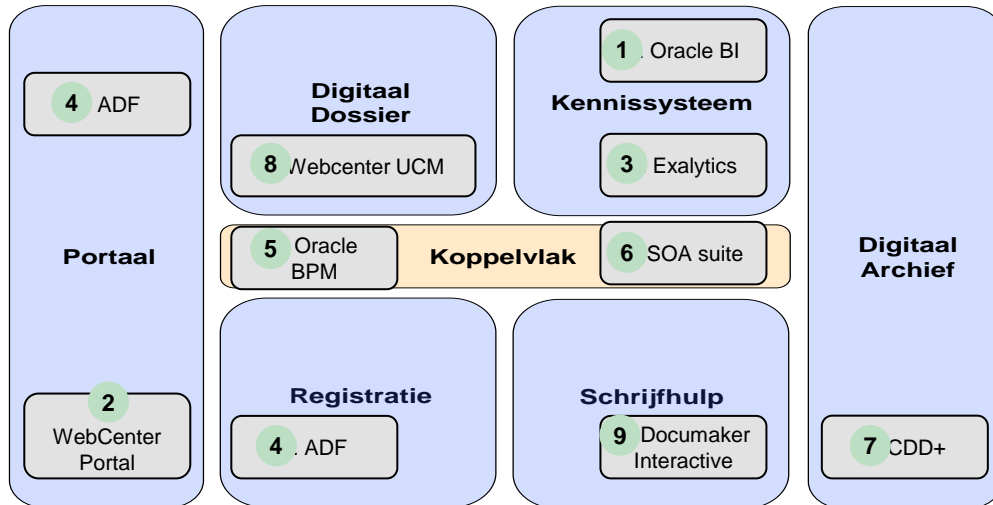 1
. Oracle BI
4
ADF
Digitaal
Dossier
Kennissysteem
8
Webcenter UCM
3
Exalytics
Portaal
5
Oracle
BPM
Koppelvlak
6
SOA suite
Digitaal
Archief
Registratie
Schrijfhulp
2
WebCenter
Portal
4
. ADF
9
Documaker
Interactive
7
CDD+